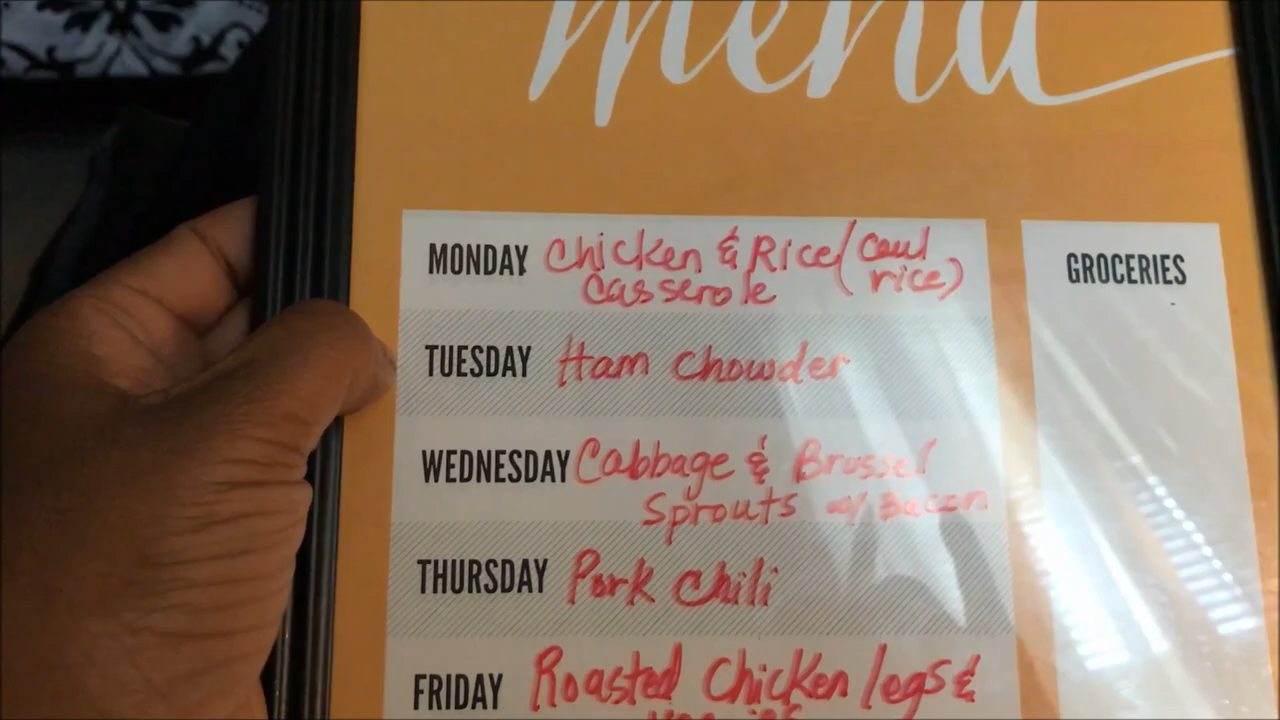 menu
MONDAY Chicken & Rice (Caul
Casserole rice)
TUESDAY Ham Chowder
WEDNESDAY Cabbage & Brussel
Sprouts w/ Bacon
THURSDAY Pork Chili
FRIDAY Roasted Chicken legs &
GROCERIES